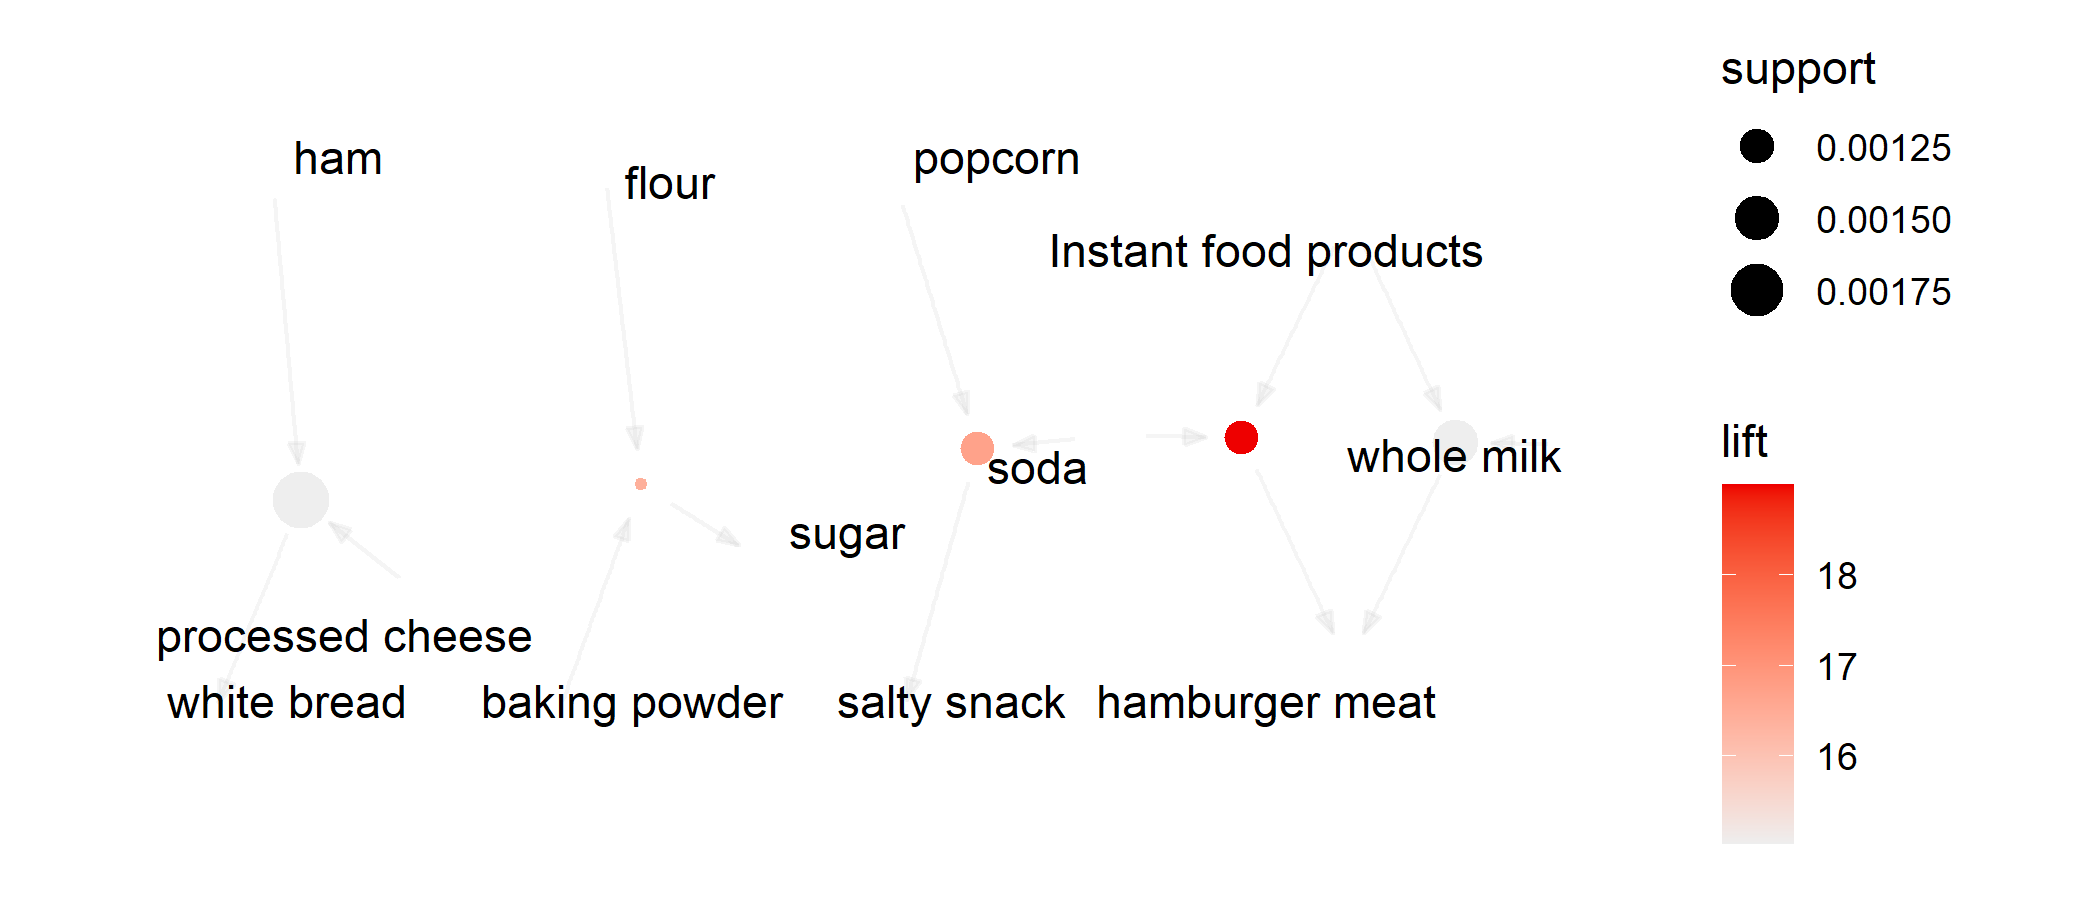 support
0.00125
0.00150
0.00175
ham
flour
popcorn
Instant food products
soda
whole milk
sugar
processed cheese
white bread
baking powder
salty snack
hamburger meat
lift
18
17
16